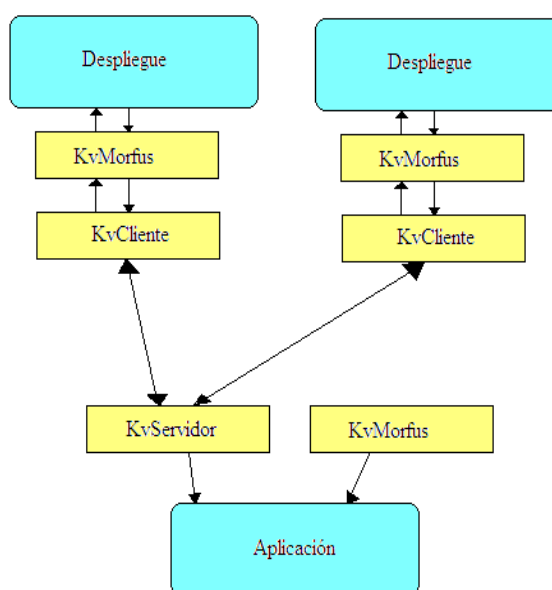 Despliegue
Despliegue
KvMorfus
KvMorfus
KvCliente
KvCliente
KvServidor
KvMorfus
Aplicación